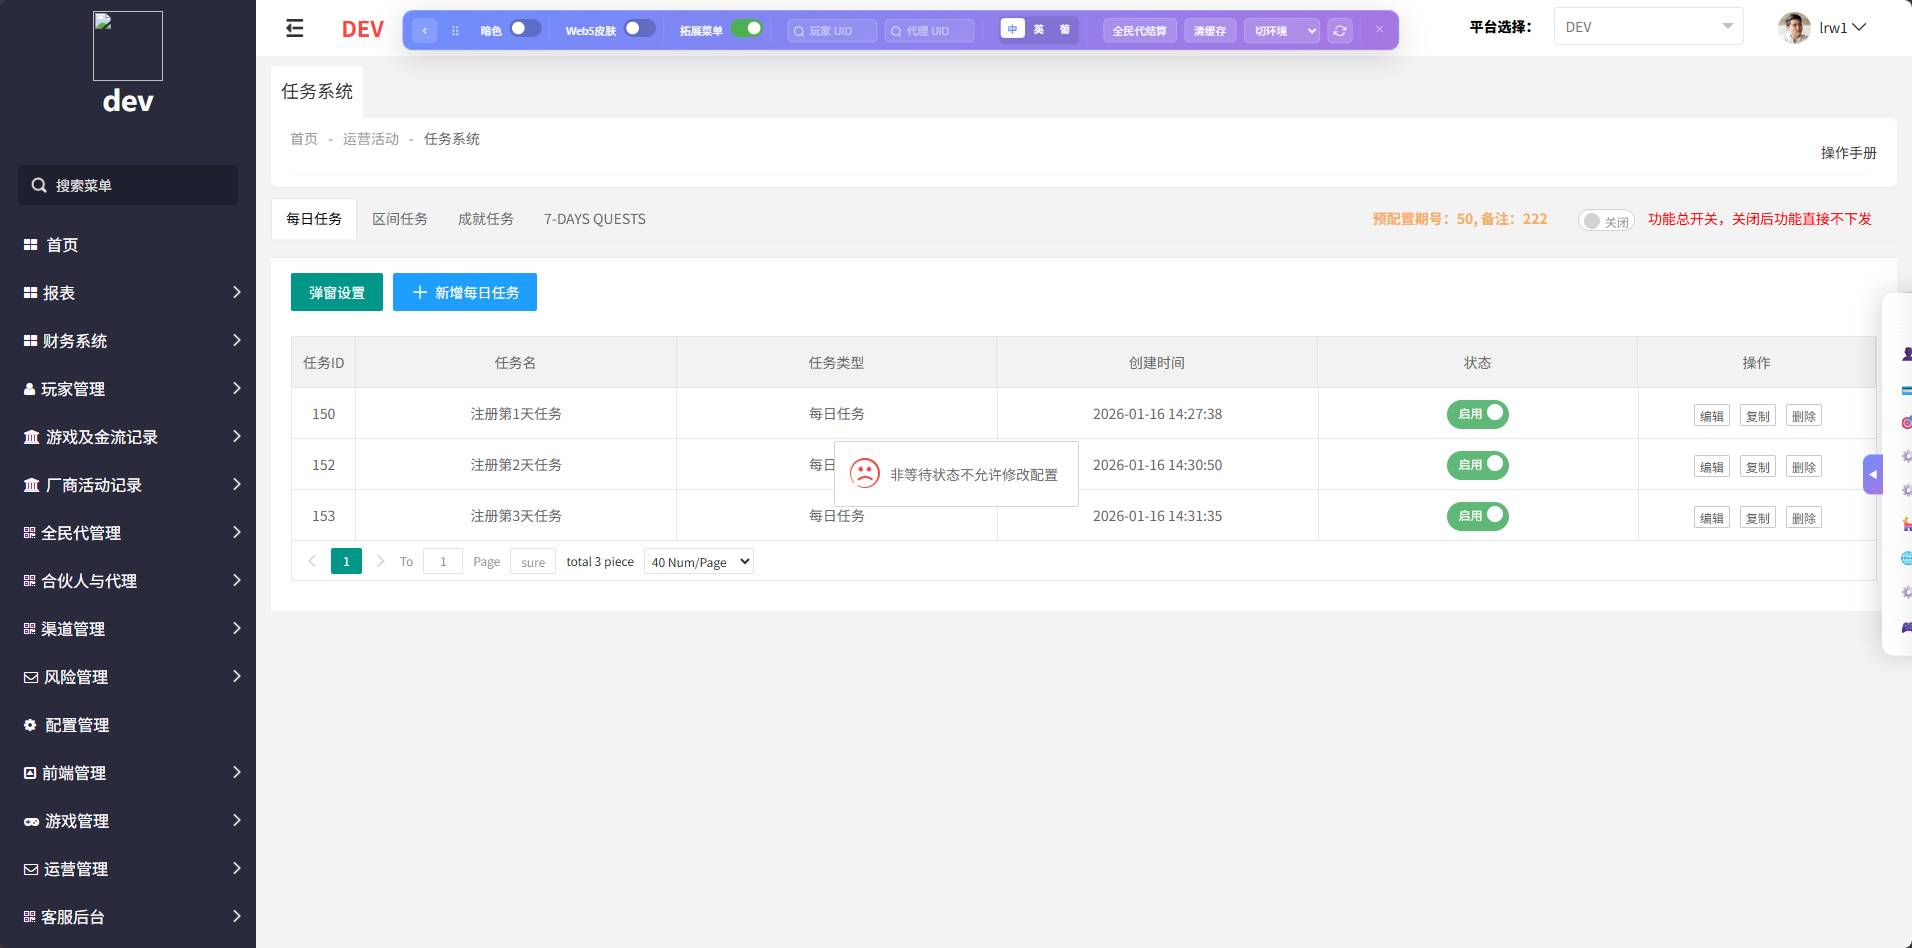 dev
搜索菜单
首页
报表
财务系统
玩家管理
游戏及金流记录
厂商活动记录
全民代管理
合伙人与代理
渠道管理
风险管理
配置管理
前端管理
游戏管理
运营管理
客服后台
DEV
暗色
Web5皮肤
拓展菜单
玩家 UID
代理 UID
中 英 葡
全民代结算
清缓存
切环境
平台选择：
DEV
lrw1
任务系统
首页 - 运营活动 - 任务系统
操作手册
每日任务 区间任务 成就任务 7-DAYS QUESTS
预配置期号：50, 备注：222
关闭
功能总开关，关闭后功能直接不下发
弹窗设置
新增每日任务
任务ID 任务名 任务类型 创建时间 状态 操作
150 注册第1天任务 每日任务 2026-01-16 14:27:38 启用 编辑 复制 删除
152 注册第2天任务 每日 2026-01-16 14:30:50 启用 编辑 复制 删除
非等待状态不允许修改配置
153 注册第3天任务 每日任务 2026-01-16 14:31:35 启用 编辑 复制 删除
1 To 1 Page sure total 3 piece 40 Num/Page